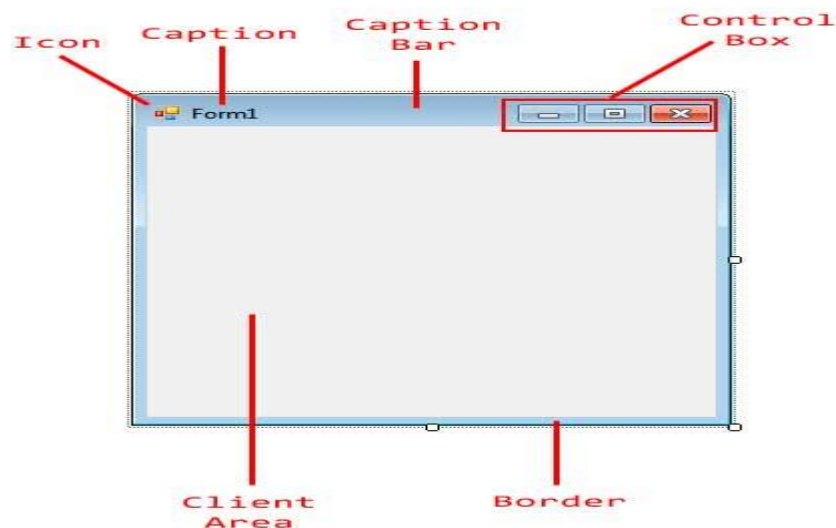 Icon
Caption
Caption
Bar
Control
Box
Form1
Client
Area
Border